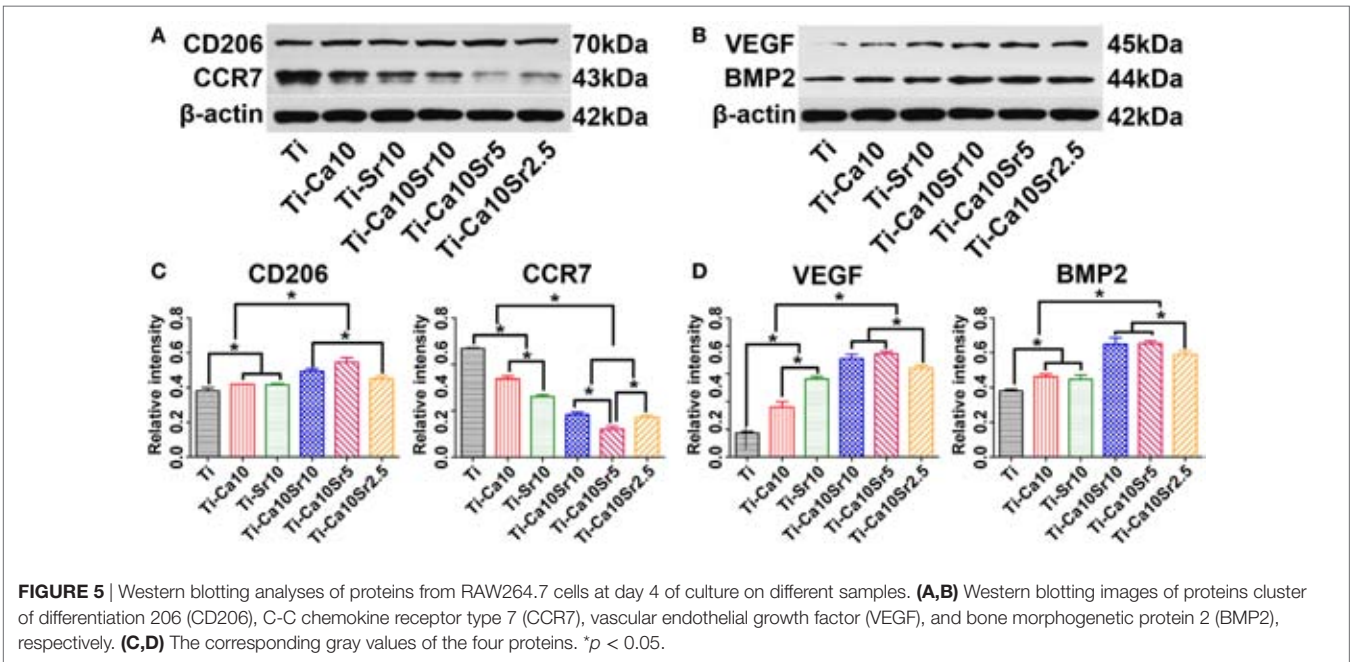 A
CD206
70kDa
CCR7
43kDa
β-actin
42kDa
Ti
Ti-Ca10
Ti-Sr10
Ti-Ca10Sr10
Ti-Ca10Sr5
Ti-Ca10Sr2.5
B
VEGF
45kDa
BMP2
44kDa
β-actin
42kDa
Ti
Ti-Ca10
Ti-Sr10
Ti-Ca10Sr10
Ti-Ca10Sr5
Ti-Ca10Sr2.5
C
CD206
Relative intensity
0.8
0.6
0.4
0.2
0.0
*
*
*
Ti
Ti-Ca10
Ti-Sr10
Ti-Ca10Sr10
Ti-Ca10Sr5
Ti-Ca10Sr2.5
CCR7
Relative intensity
0.8
0.6
0.4
0.2
0.0
*
*
*
*
*
Ti
Ti-Ca10
Ti-Sr10
Ti-Ca10Sr10
Ti-Ca10Sr5
Ti-Ca10Sr2.5
D
VEGF
Relative intensity
0.8
0.6
0.4
0.2
0.0
*
*
*
*
Ti
Ti-Ca10
Ti-Sr10
Ti-Ca10Sr10
Ti-Ca10Sr5
Ti-Ca10Sr2.5
BMP2
Relative intensity
0.8
0.6
0.4
0.2
0.0
*
*
*
Ti
Ti-Ca10
Ti-Sr10
Ti-Ca10Sr10
Ti-Ca10Sr5
Ti-Ca10Sr2.5
FIGURE 5 | Western blotting analyses of proteins from RAW264.7 cells at day 4 of culture on different samples. (A,B) Western blotting images of proteins cluster
of differentiation 206 (CD206), C-C chemokine receptor type 7 (CCR7), vascular endothelial growth factor (VEGF), and bone morphogenetic protein 2 (BMP2),
respectively. (C,D) The corresponding gray values of the four proteins. *p < 0.05.